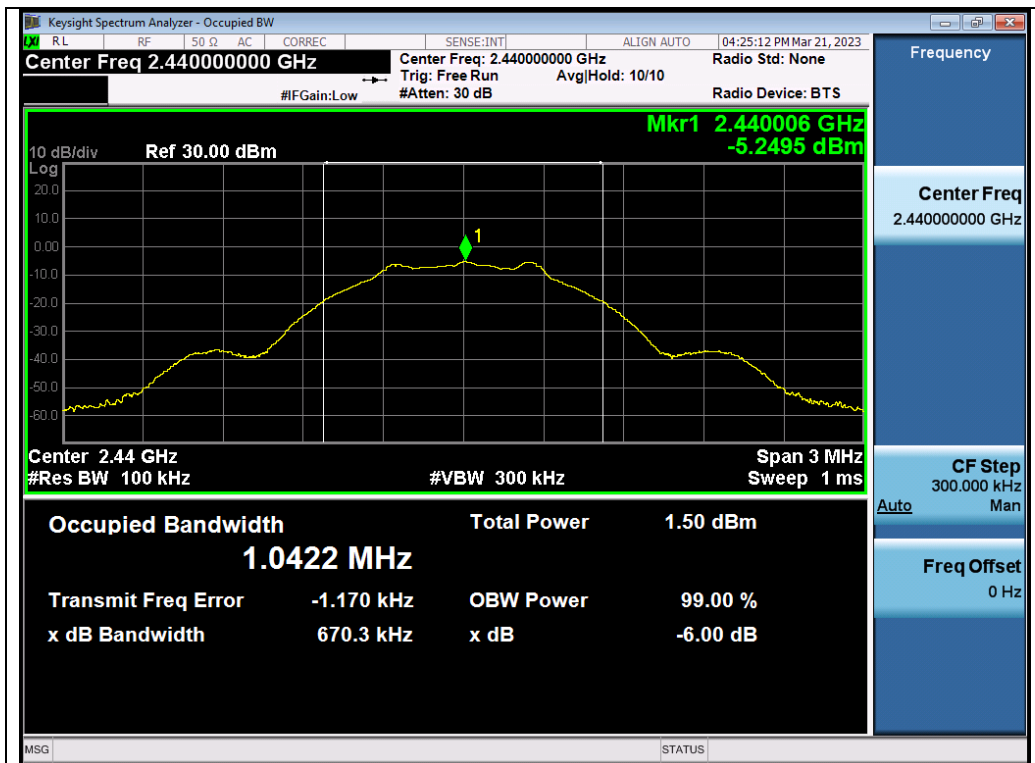 Keysight Spectrum Analyzer - Occupied BW
LXI RL RF 50 Ω AC CORREC SENSE:INT ALIGN AUTO 04:25:12 PM Mar 21, 2023
Center Freq 2.440000000 GHz
Center Freq: 2.440000000 GHz
Radio Std: None
Trig: Free Run Avg|Hold: 10/10
#IFGain:Low
#Atten: 30 dB
Radio Device: BTS
Mkr1 2.440006 GHz
-5.2495 dBm
10 dB/div Ref 30.00 dBm
Log
20.0
10.0
0.00
-10.0
-20.0
-30.0
-40.0
-50.0
-60.0
1
Center 2.44 GHz Span 3 MHz
#Res BW 100 kHz #VBW 300 kHz Sweep 1 ms
Occupied Bandwidth Total Power 1.50 dBm
1.0422 MHz
Transmit Freq Error -1.170 kHz OBW Power 99.00 %
x dB Bandwidth 670.3 kHz x dB -6.00 dB
MSG STATUS
Frequency
Center Freq
2.440000000 GHz
CF Step
300.000 kHz
Auto Man
Freq Offset
0 Hz